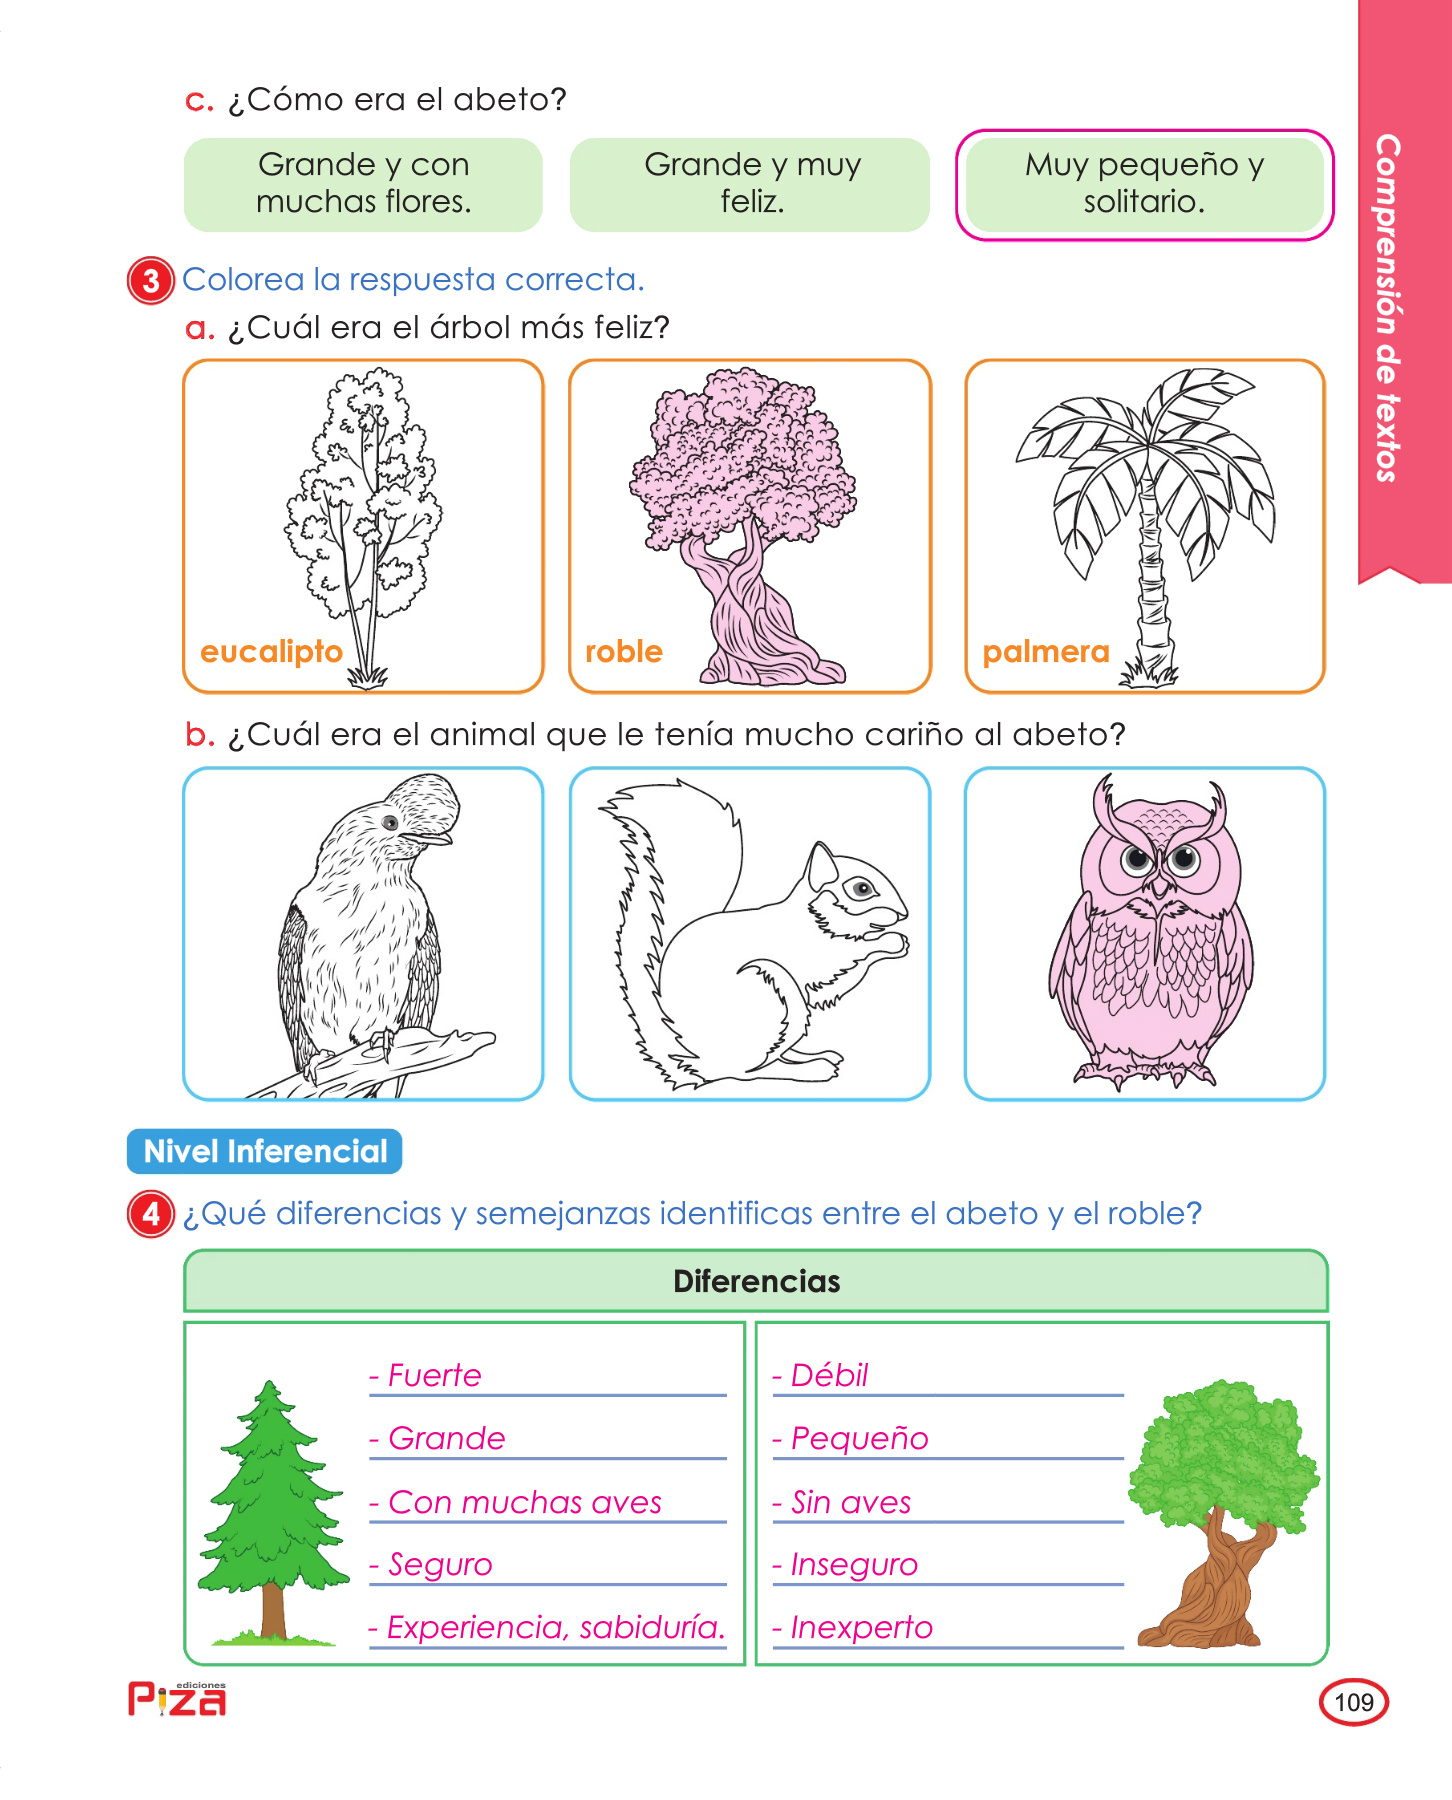 c. ¿Cómo era el abeto?
Grande y con
muchas flores.
Grande y muy
feliz.
Muy pequeño y
solitario.
Comprensión de textos
3 Colorea la respuesta correcta.
a. ¿Cuál era el árbol más feliz?
eucalipto
roble
palmera
b. ¿Cuál era el animal que le tenía mucho cariño al abeto?
Nivel Inferencial
4 ¿Qué diferencias y semejanzas identificas entre el abeto y el roble?
Diferencias
- Fuerte
- Grande
- Con muchas aves
- Seguro
- Experiencia, sabiduría.
- Débil
- Pequeño
- Sin aves
- Inseguro
- Inexperto
ediciones
Piza
109